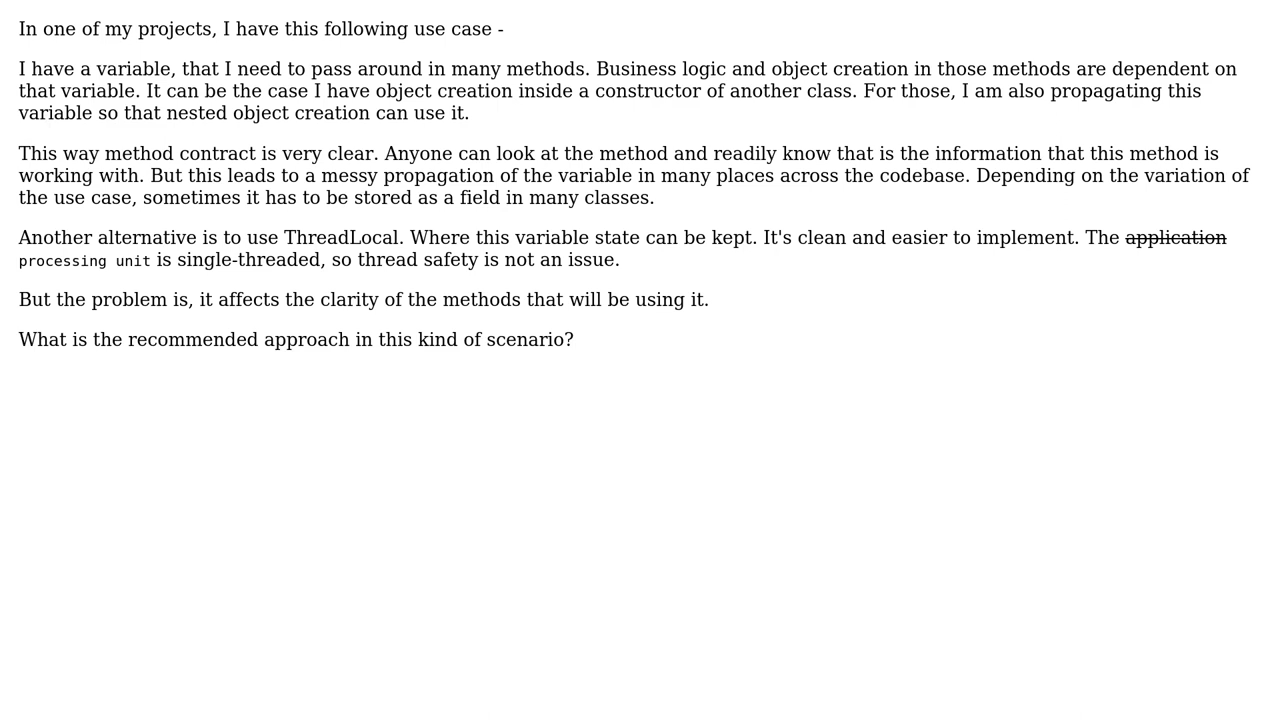 In one of my projects, I have this following use case -
I have a variable, that I need to pass around in many methods. Business logic and object creation in those methods are dependent on
that variable. It can be the case I have object creation inside a constructor of another class. For those, I am also propagating this
variable so that nested object creation can use it.
This way method contract is very clear. Anyone can look at the method and readily know that is the information that this method is
working with. But this leads to a messy propagation of the variable in many places across the codebase. Depending on the variation of
the use case, sometimes it has to be stored as a field in many classes.
Another alternative is to use ThreadLocal. Where this variable state can be kept. It's clean and easier to implement. The application
processing unit is single-threaded, so thread safety is not an issue.
But the problem is, it affects the clarity of the methods that will be using it.
What is the recommended approach in this kind of scenario?